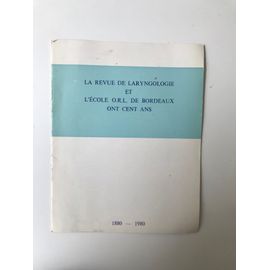 LA REVUE DE LARYNGOLOGIE
ET
L'ÉCOLE O.R.L. DE BORDEAUX
ONT CENT ANS
1880 — 1980